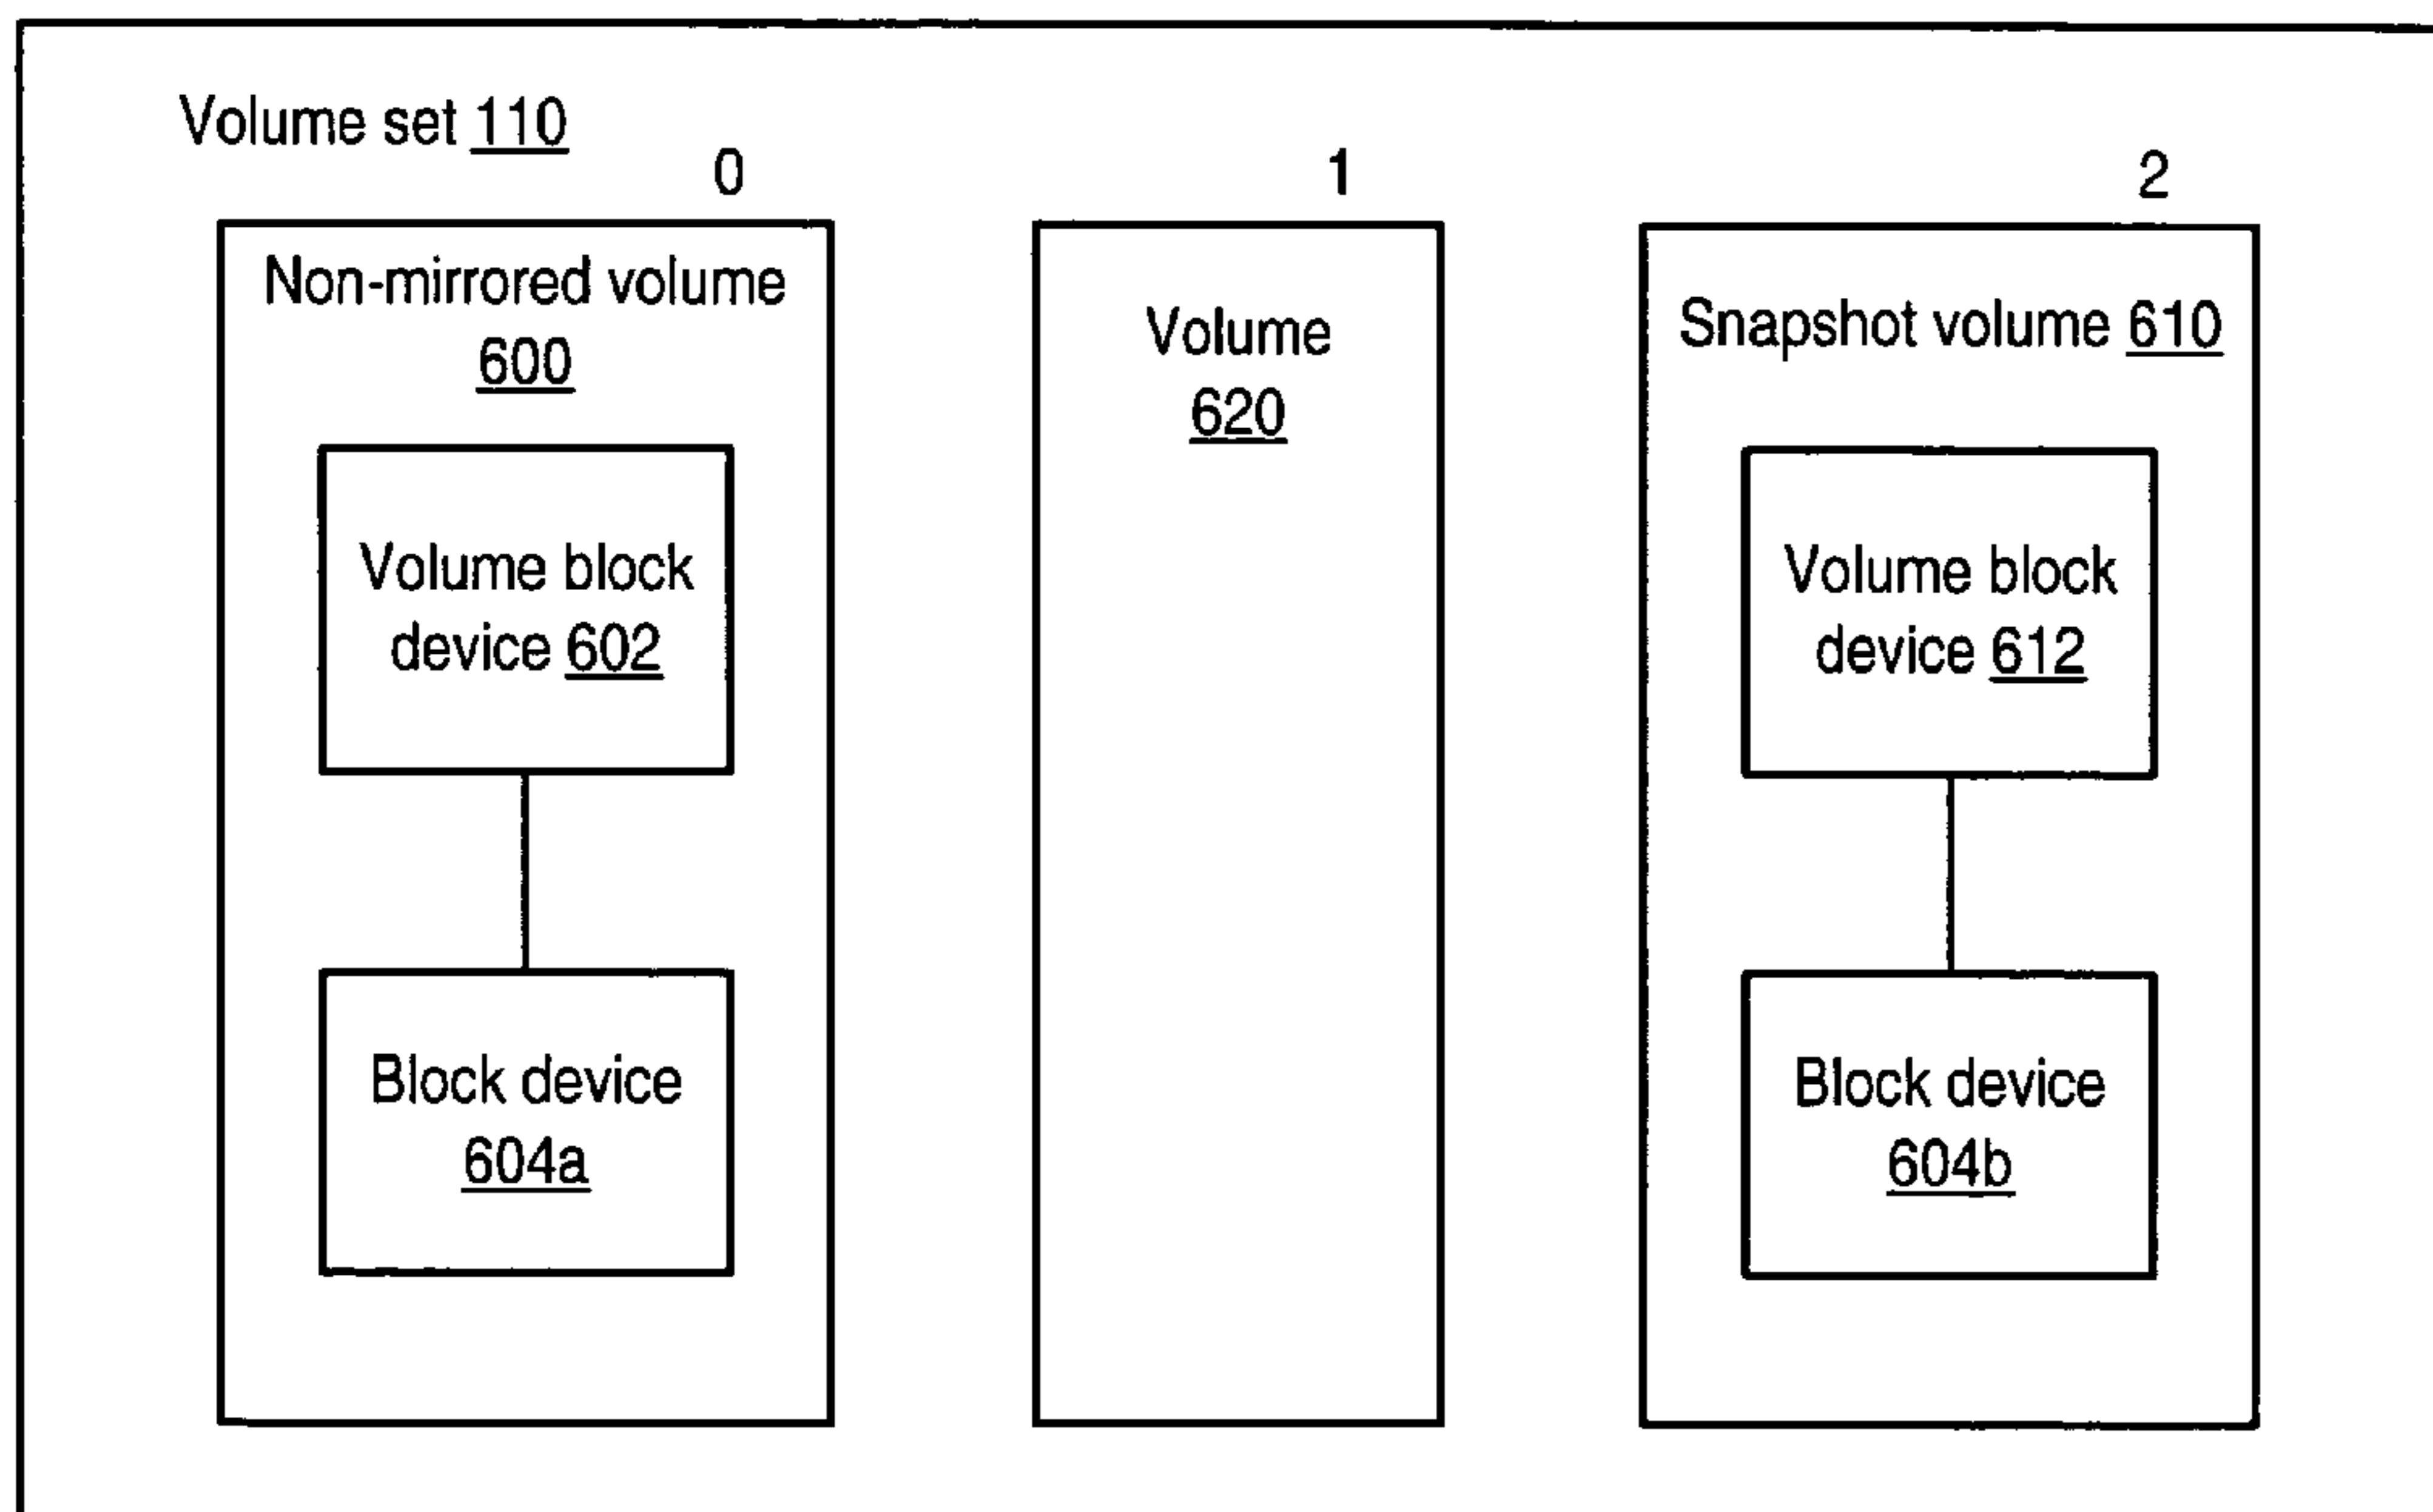 Volume set 110
0
1
2
Non-mirrored volume
600
Volume block
device 602
Block device
604a
Volume
620
Snapshot volume 610
Volume block
device 612
Block device
604b